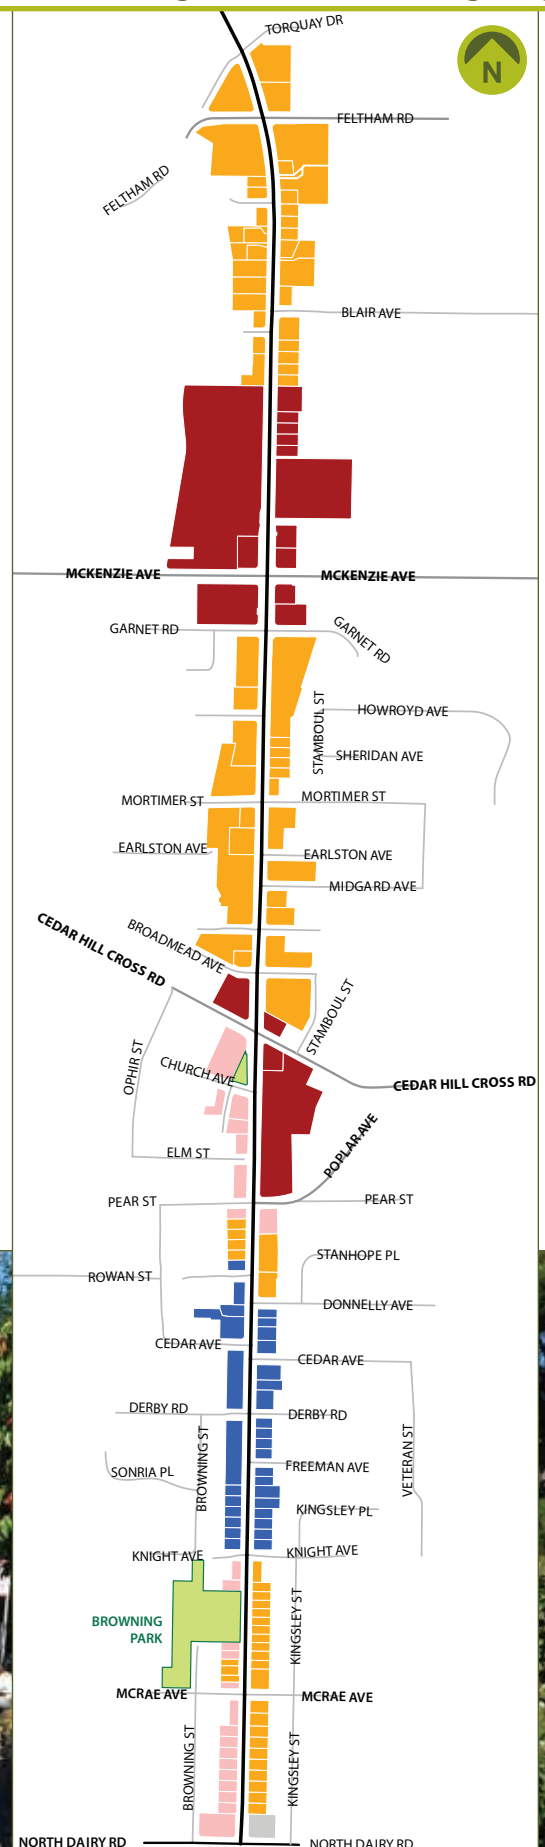 TORQUAY DR
N
FELTHAM RD
FELTHAM RD
BLAIR AVE
MCKENZIE AVE
MCKENZIE AVE
GARNET RD
GARNET RD
STAMBOUL ST
HOWROYD AVE
SHERIDAN AVE
MORTIMER ST
MORTIMER ST
EARLSTON AVE
EARLSTON AVE
MIDGARD AVE
CEDAR HILL CROSS RD
BROADMEAD AVE
STAMBOUL ST
OPHIR ST
CHURCH AVE
CEDAR HILL CROSS RD
POPLAR AVE
ELM ST
PEAR ST
PEAR ST
STANHOPE PL
ROWAN ST
DONNELLY AVE
CEDAR AVE
CEDAR AVE
DERBY RD
DERBY RD
BROWNING ST
VETERAN ST
FREEMAN AVE
SONRIA PL
KINGSLEY PL
KNIGHT AVE
KNIGHT AVE
BROWNING
PARK
KINGSLEY ST
MCRAE AVE
MCRAE AVE
BROWNING ST
KINGSLEY ST
NORTH DAIRY RD
NORTH DAIRY RD